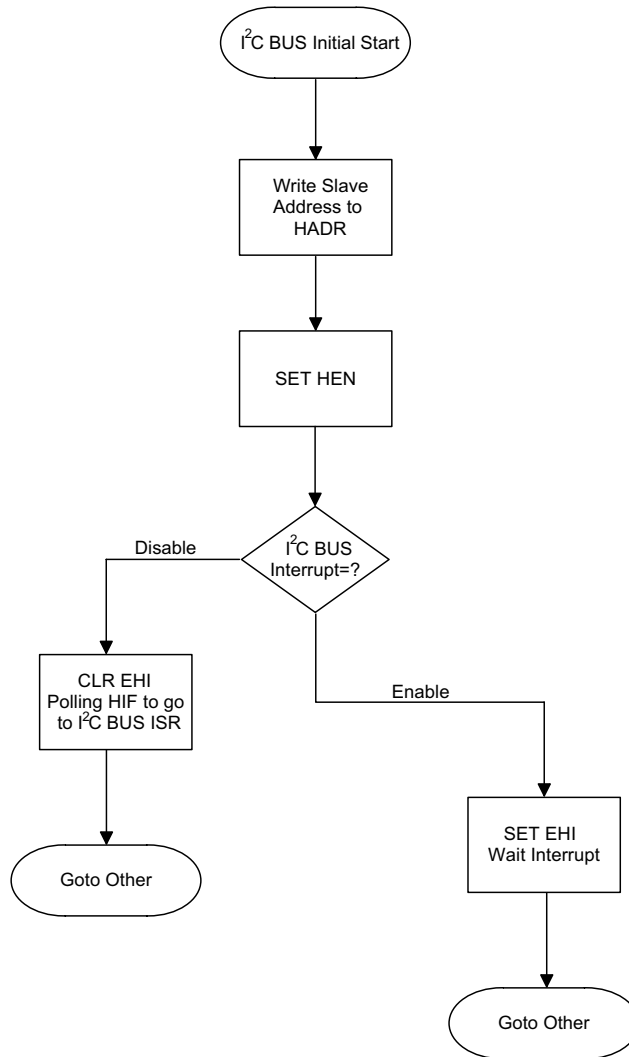 I²C BUS Initial Start
Write Slave
Address to
HADR
SET HEN
I²C BUS
Interrupt=?
Disable
CLR EHI
Polling HIF to go
to I²C BUS ISR
Goto Other
Enable
SET EHI
Wait Interrupt
Goto Other